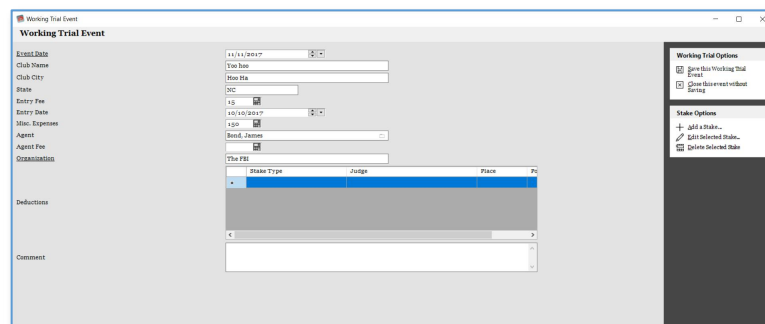 Working Trial Event
Working Trial Event
Event Date 11/11/2017
Club Name Yoo hoo
Club City Hoo Ha
State NC
Entry Fee 15
Entry Date 10/10/2017
Misc. Expenses 150
Agent Bond, James
Agent Fee
Organization The FBI
Stake Type Judge Place Po
Deductions
Comment
Working Trial Options
Save this Working Trial
Event
Close this event without
Saving
Stake Options
Add a Stake...
Edit Selected Stake...
Delete Selected Stake